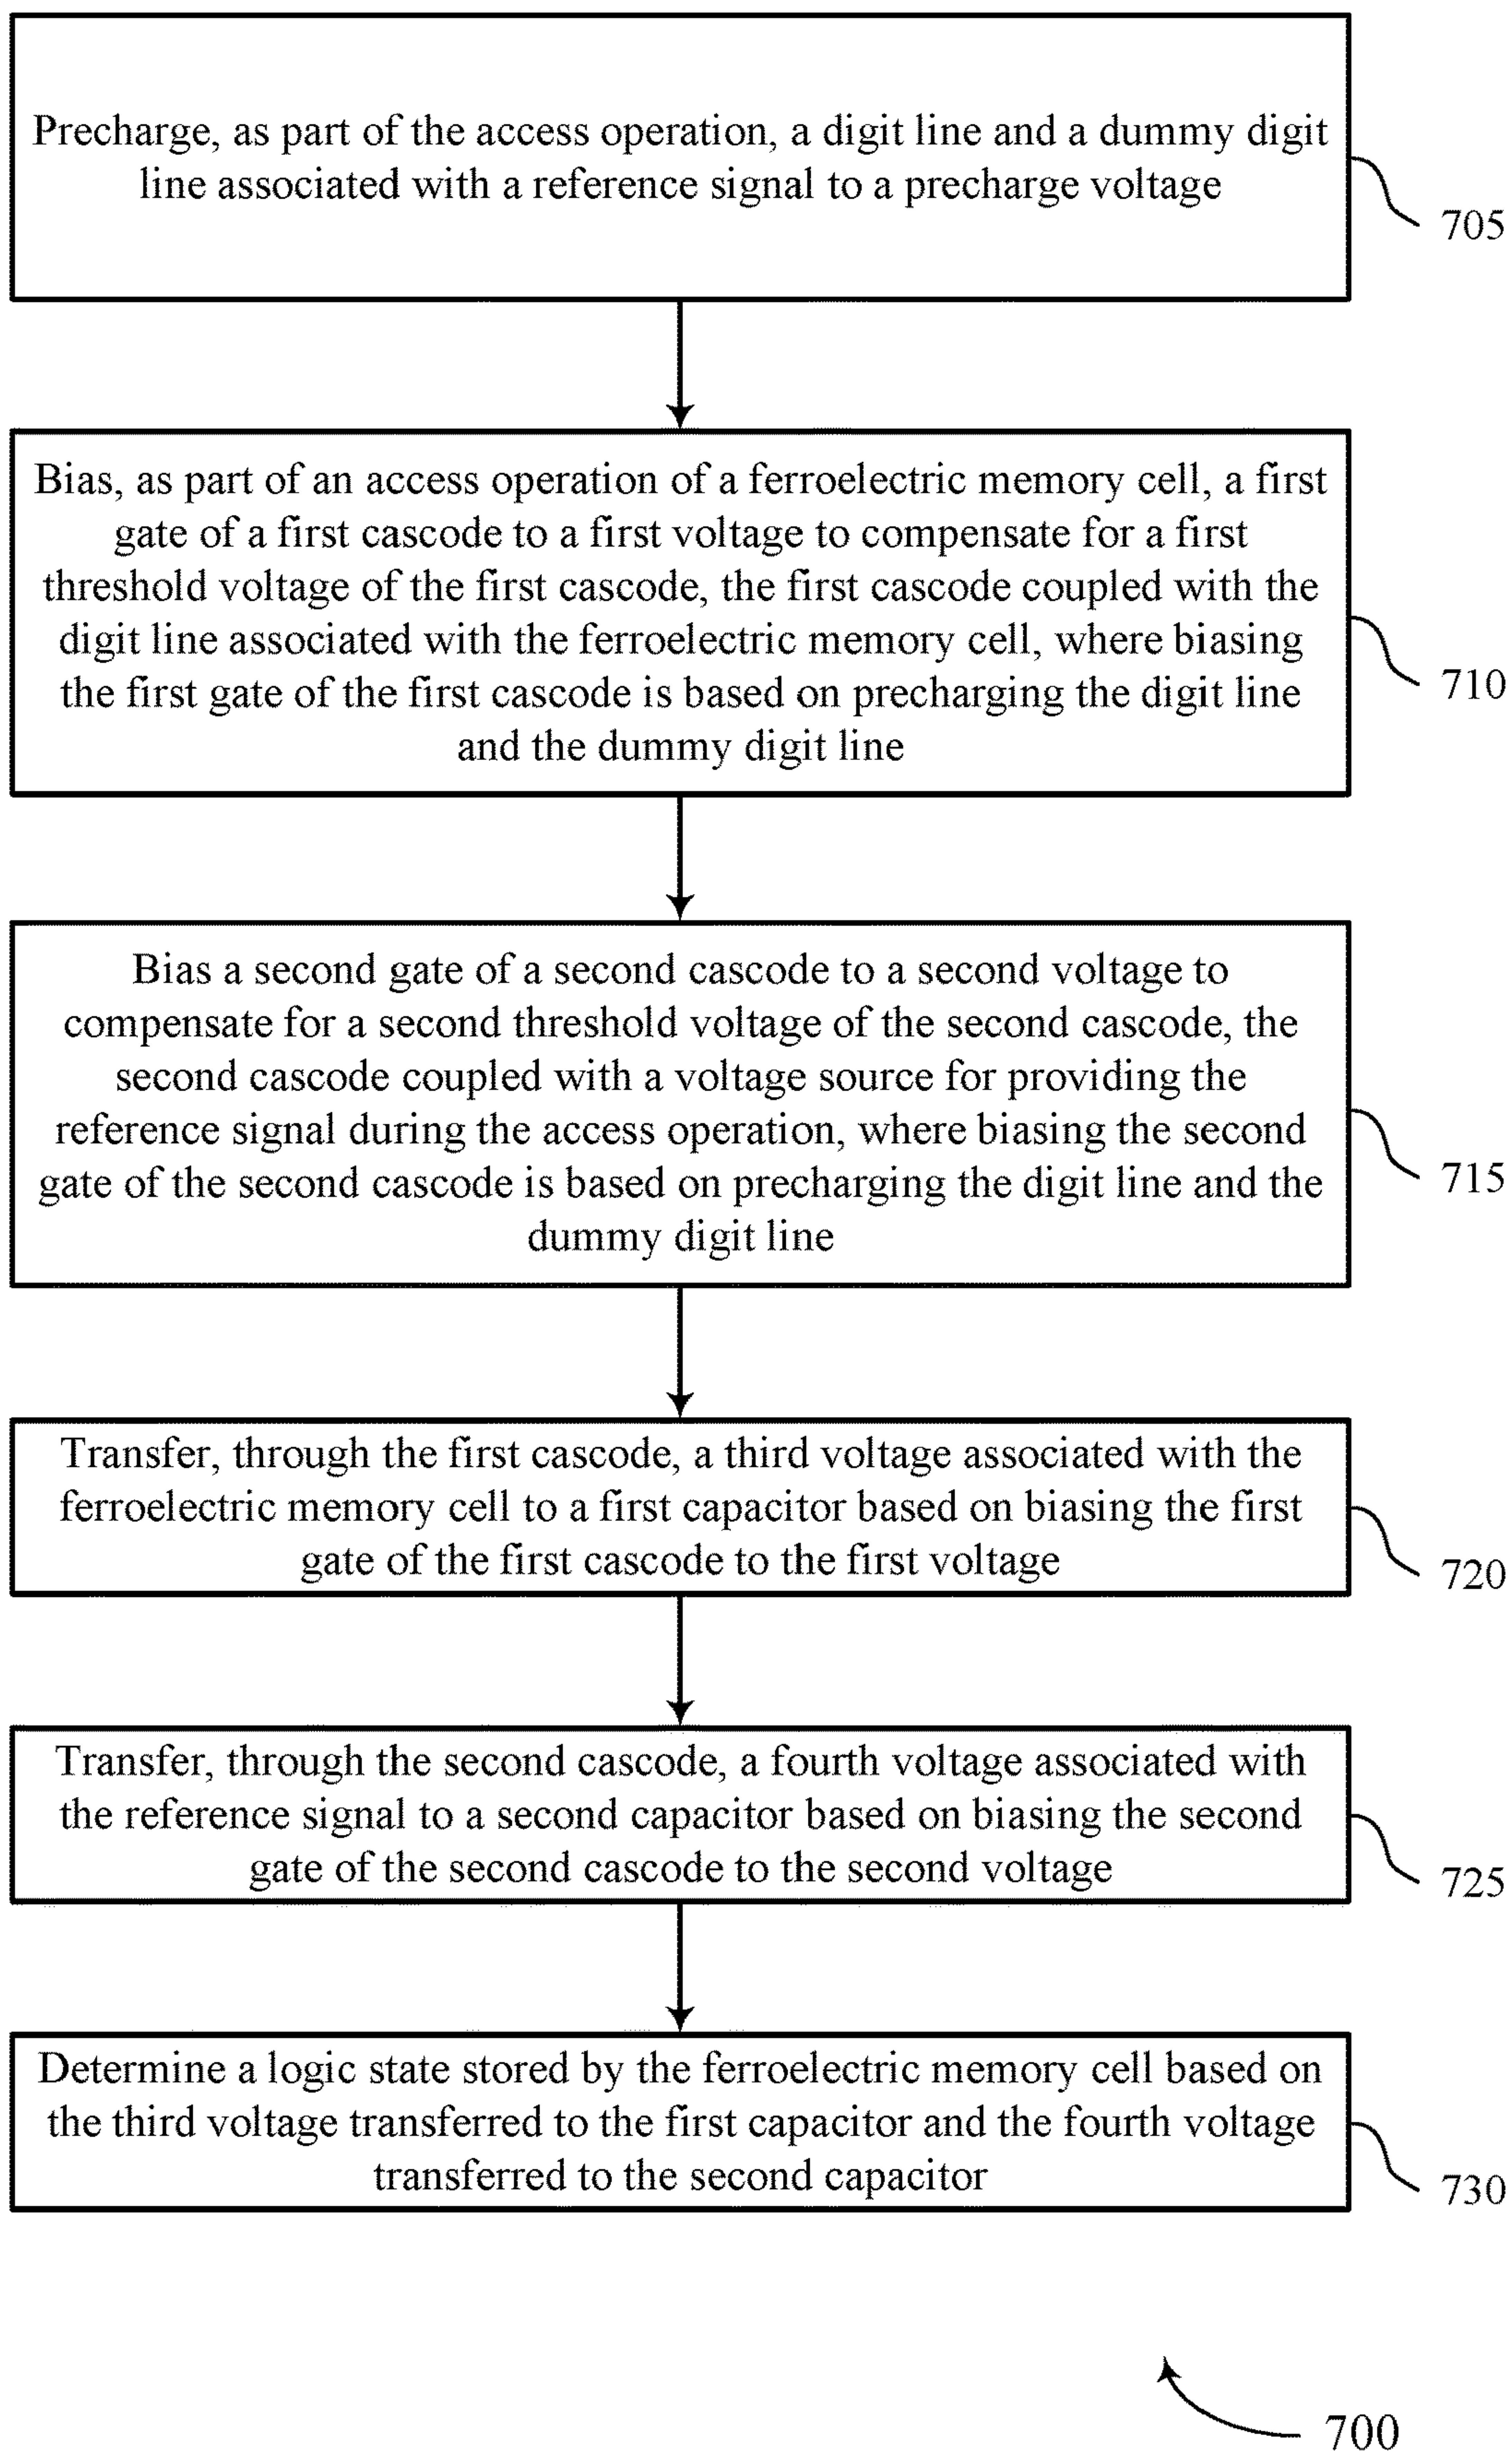 Precharge, as part of the access operation, a digit line and a dummy digit
line associated with a reference signal to a precharge voltage
705
Bias, as part of an access operation of a ferroelectric memory cell, a first
gate of a first cascode to a first voltage to compensate for a first
threshold voltage of the first cascode, the first cascode coupled with the
digit line associated with the ferroelectric memory cell, where biasing
the first gate of the first cascode is based on precharging the digit line
and the dummy digit line
710
Bias a second gate of a second cascode to a second voltage to
compensate for a second threshold voltage of the second cascode, the
second cascode coupled with a voltage source for providing the
reference signal during the access operation, where biasing the second
gate of the second cascode is based on precharging the digit line and the
dummy digit line
715
Transfer, through the first cascode, a third voltage associated with the
ferroelectric memory cell to a first capacitor based on biasing the first
gate of the first cascode to the first voltage
720
Transfer, through the second cascode, a fourth voltage associated with
the reference signal to a second capacitor based on biasing the second
gate of the second cascode to the second voltage
725
Determine a logic state stored by the ferroelectric memory cell based on
the third voltage transferred to the first capacitor and the fourth voltage
transferred to the second capacitor
730
700